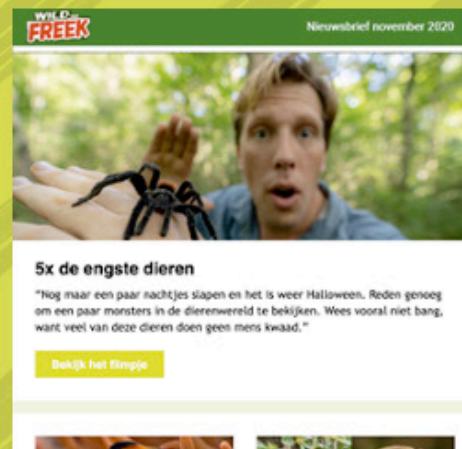 WILD VAN
FREEK
Nieuwsbrief november 2020
5x de engste dieren
"Nog maar een paar nachtjes slapen en het is weer Halloween. Reden genoeg
om een paar monsters in de dierenwereld te bekijken. Wees vooral niet bang,
want veel van deze dieren doen geen mens kwaad."
Bekijk het filmpje